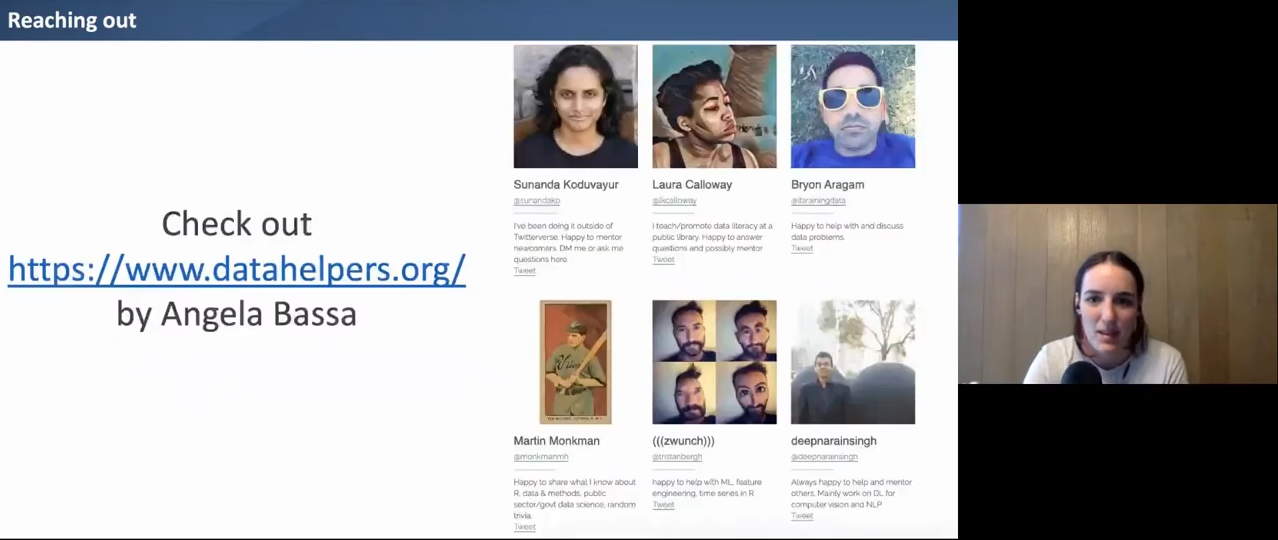 Reaching out
Check out
https://www.datahelpers.org/
by Angela Bassa
Sunanda Koduvayur
@sunandakp
I've been doing it outside of
Twitterverse. Happy to mentor
newcomers. DM me or ask me
questions here.
Tweet
Laura Calloway
@lkcalloway
I teach/promote data literacy at a
public library. Happy to answer
questions and possibly mentor
Tweet
Bryon Aragam
@itsrainingdata
Happy to help with and discuss
data problems.
Tweet
Martin Monkman
@monkmanmh
Happy to share what I know about
R, data & methods, public
sector/govt data science, random
trivia.
Tweet
(((zwunch)))
@tristanbergh
happy to help with ML, feature
engineering, time series in R
Tweet
deepnarainsingh
@deepnarainsingh
Always happy to help and mentor
others. Mainly work on DL for
computer vision and NLP
Tweet